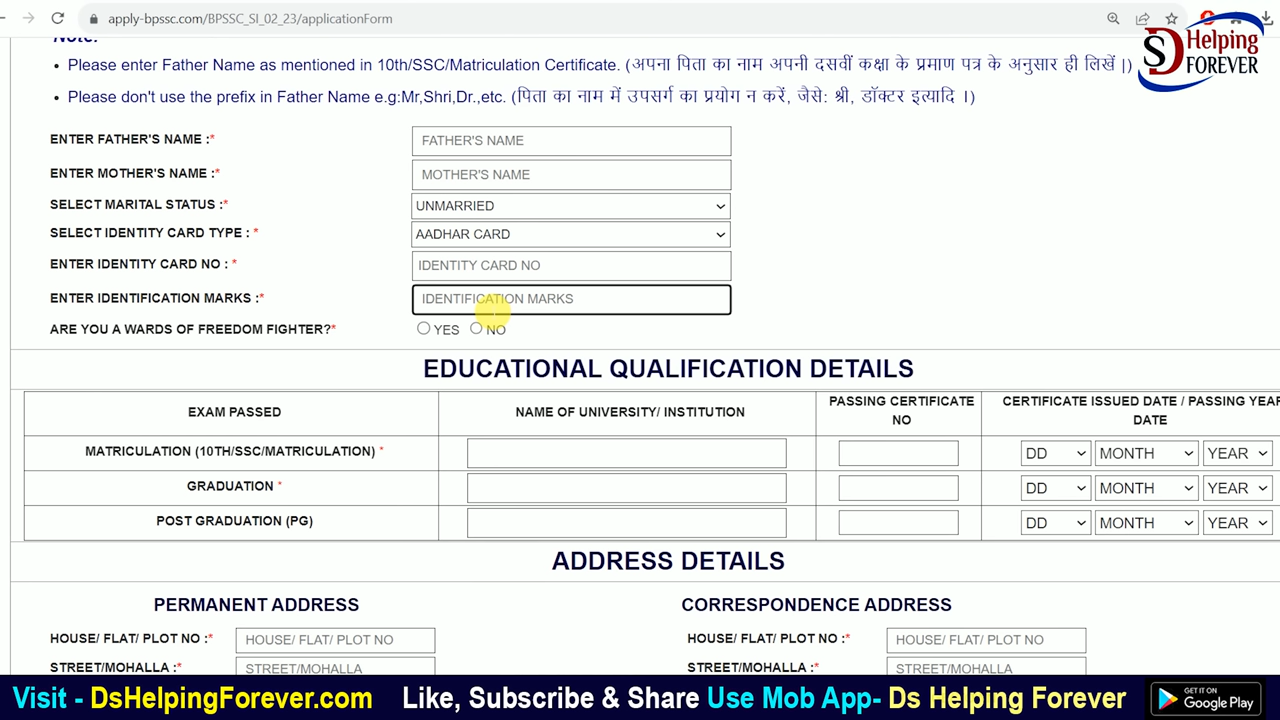 apply-bpssc.com/BPSSC_SI_02_23/applicationForm
SD Helping FOREVER
Note:
Please enter Father Name as mentioned in 10th/SSC/Matriculation Certificate. (अपना पिता का नाम अपनी दसवीं कक्षा के प्रमाण पत्र के अनुसार ही लिखें |)
Please don't use the prefix in Father Name e.g:Mr,Shri,Dr.,etc. (पिता का नाम में उपसर्ग का प्रयोग न करें, जैसे: श्री, डॉक्टर इत्यादि |)
ENTER FATHER'S NAME :* FATHER'S NAME
ENTER MOTHER'S NAME :* MOTHER'S NAME
SELECT MARITAL STATUS :* UNMARRIED
SELECT IDENTITY CARD TYPE : * AADHAR CARD
ENTER IDENTITY CARD NO : * IDENTITY CARD NO
ENTER IDENTIFICATION MARKS :* IDENTIFICATION MARKS
ARE YOU A WARDS OF FREEDOM FIGHTER?* YES NO
EDUCATIONAL QUALIFICATION DETAILS
EXAM PASSED NAME OF UNIVERSITY/ INSTITUTION PASSING CERTIFICATE NO CERTIFICATE ISSUED DATE / PASSING YEAR DATE
MATRICULATION (10TH/SSC/MATRICULATION) * DD MONTH YEAR
GRADUATION * DD MONTH YEAR
POST GRADUATION (PG) DD MONTH YEAR
ADDRESS DETAILS
PERMANENT ADDRESS CORRESPONDENCE ADDRESS
HOUSE/ FLAT/ PLOT NO :* HOUSE/ FLAT/ PLOT NO HOUSE/ FLAT/ PLOT NO :* HOUSE/ FLAT/ PLOT NO
STREET/MOHALLA :* STREET/MOHALLA STREET/MOHALLA :* STREET/MOHALLA
Visit - DsHelpingForever.com Like, Subscribe & Share Use Mob App- Ds Helping Forever GET IT ON Google Play